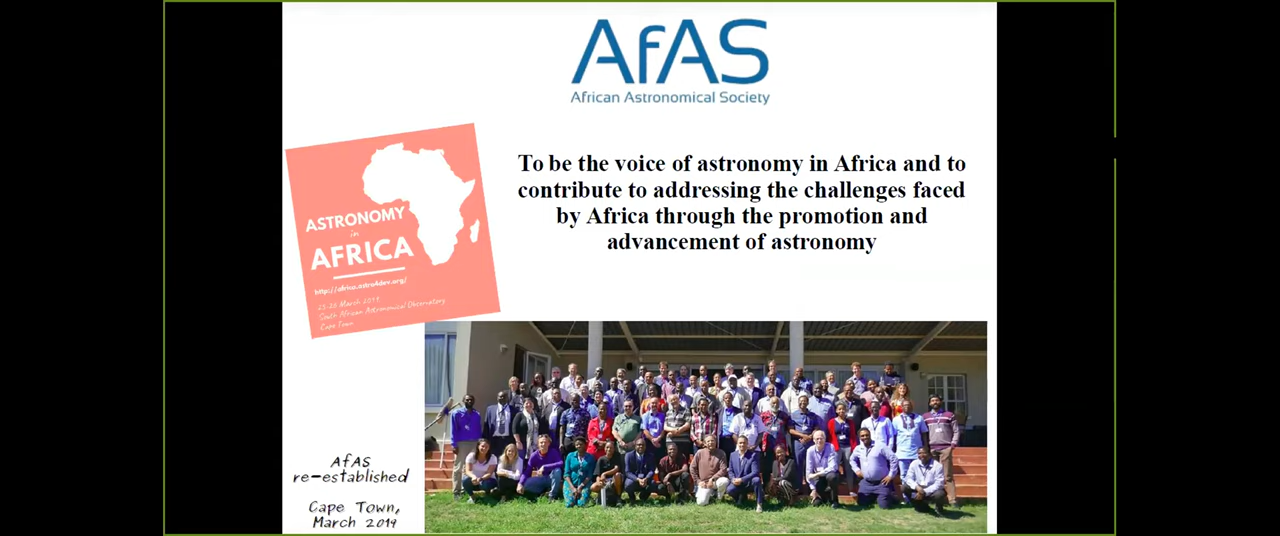 AfAS
African Astronomical Society
To be the voice of astronomy in Africa and to
contribute to addressing the challenges faced
by Africa through the promotion and
advancement of astronomy
ASTRONOMY
in
AFRICA
http://africa.astro4dev.org/
March 2019
South African Astronomical Observatory
Cape Town
AfAS
re-established
Cape Town,
March 2019